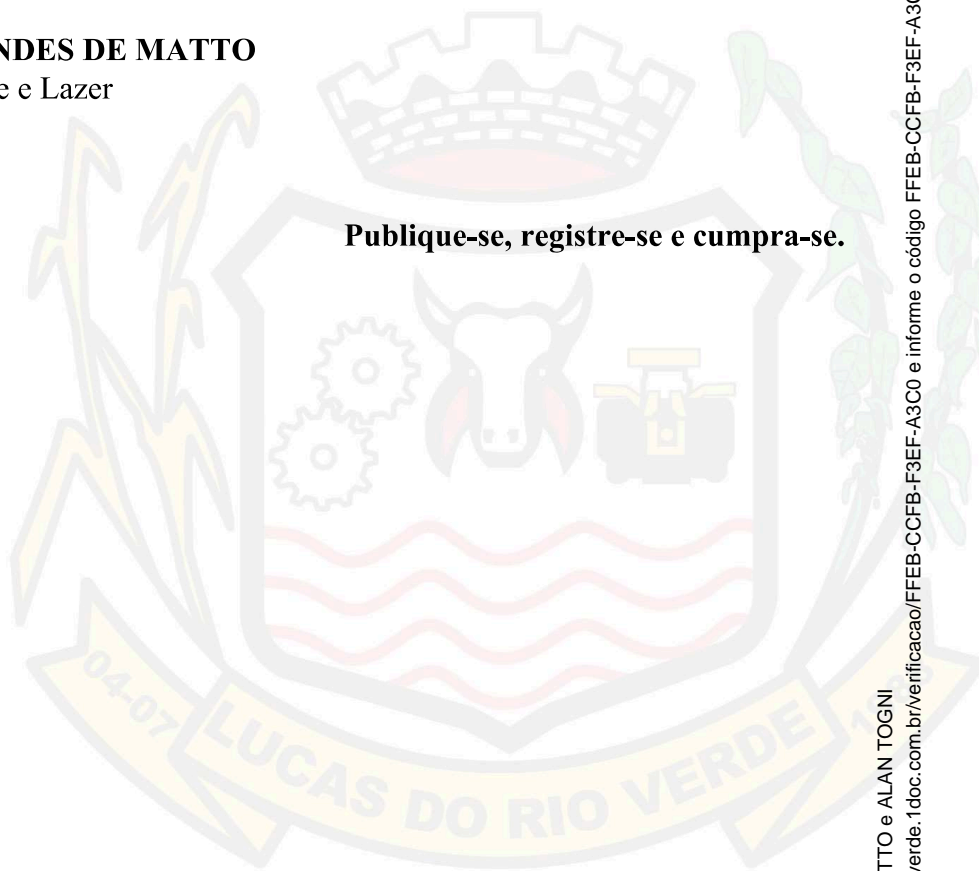 NDES DE MATTO
e e Lazer
Publique-se, registre-se e cumpra-se.
04-07
LUCAS DO RIO VERDE
TTO e ALAN TOGNI
verde.1doc.com.br/verificacao/FFEB-CCFB-F3EF-A3C0 e informe o código FFEB-CCFB-F3EF-A3C